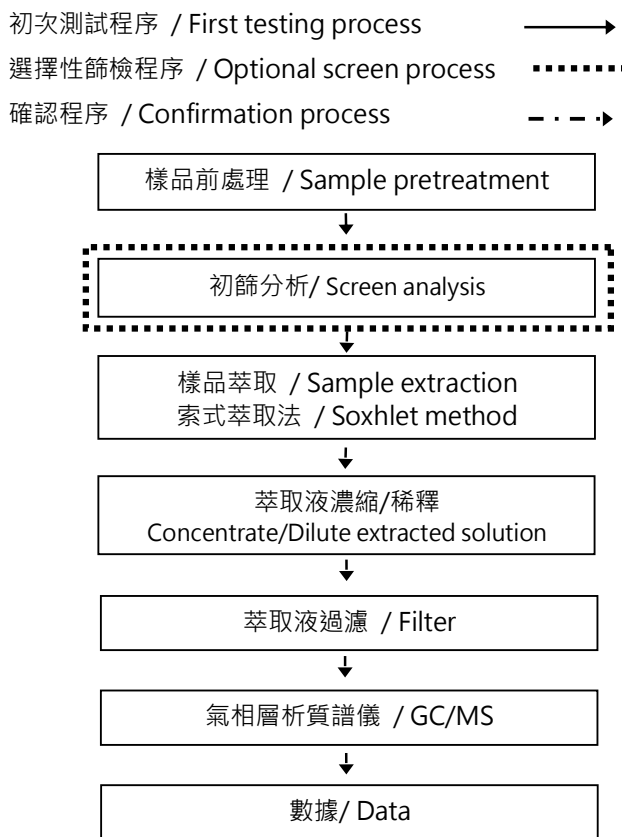 初次測試程序 / First testing process
選擇性篩檢程序 / Optional screen process
確認程序 / Confirmation process
樣品前處理 / Sample pretreatment
初篩分析/ Screen analysis
樣品萃取 / Sample extraction
索式萃取法 / Soxhlet method
萃取液濃縮/稀釋
Concentrate/Dilute extracted solution
萃取液過濾 / Filter
氣相層析質譜儀 / GC/MS
數據/ Data